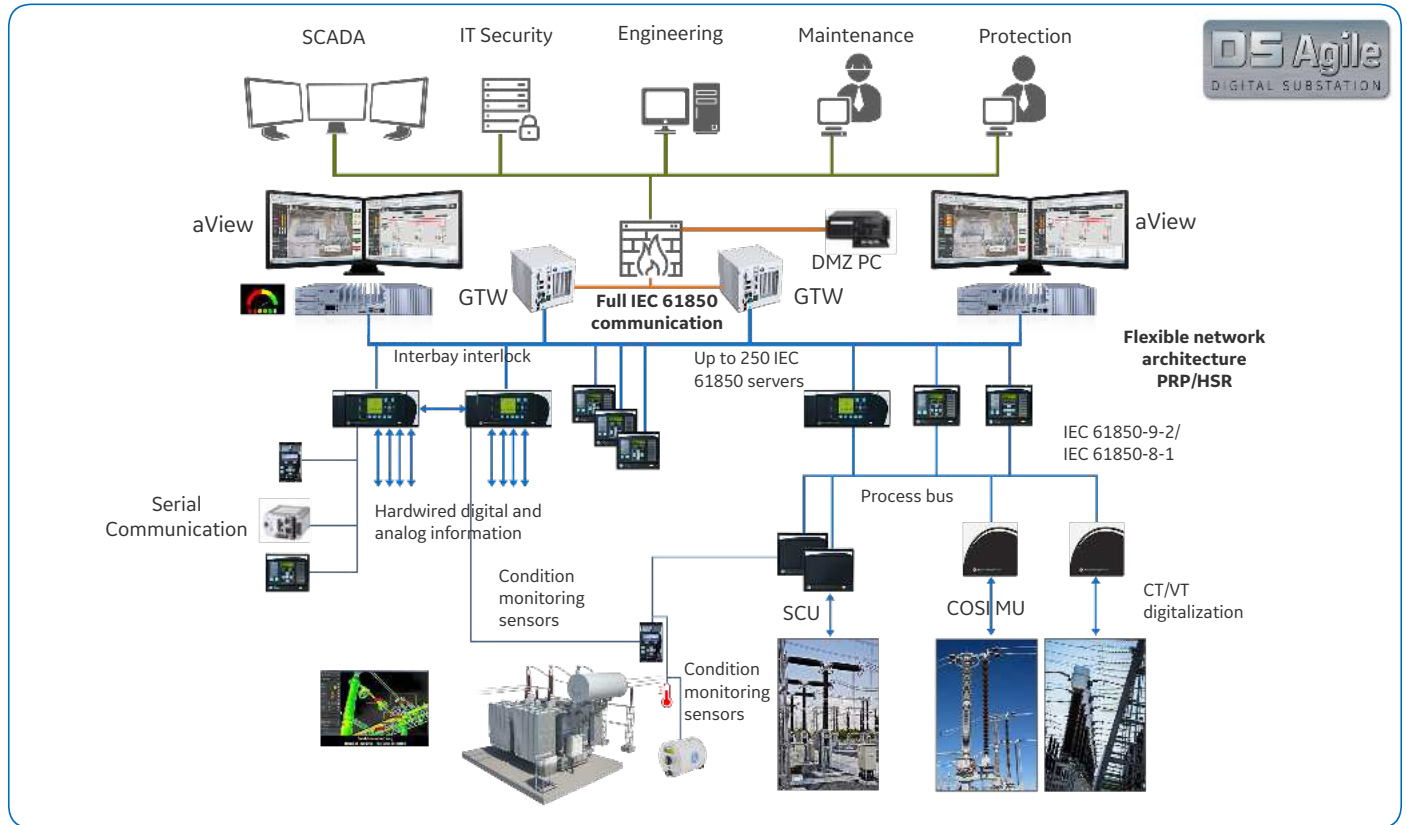 SCADA
IT Security
Engineering
Maintenance
Protection
DS Agile
DIGITAL SUBSTATION
aView
aView
DMZ PC
GTW
GTW
Full IEC 61850
communication
Flexible network
architecture
PRP/HSR
Interbay interlock
Up to 250 IEC
61850 servers
IEC 61850-9-2/
IEC 61850-8-1
Process bus
Serial
Communication
Hardwired digital and
analog information
Condition
monitoring
sensors
SCU
COSI MU
CT/VT
digitalization
Condition
monitoring
sensors